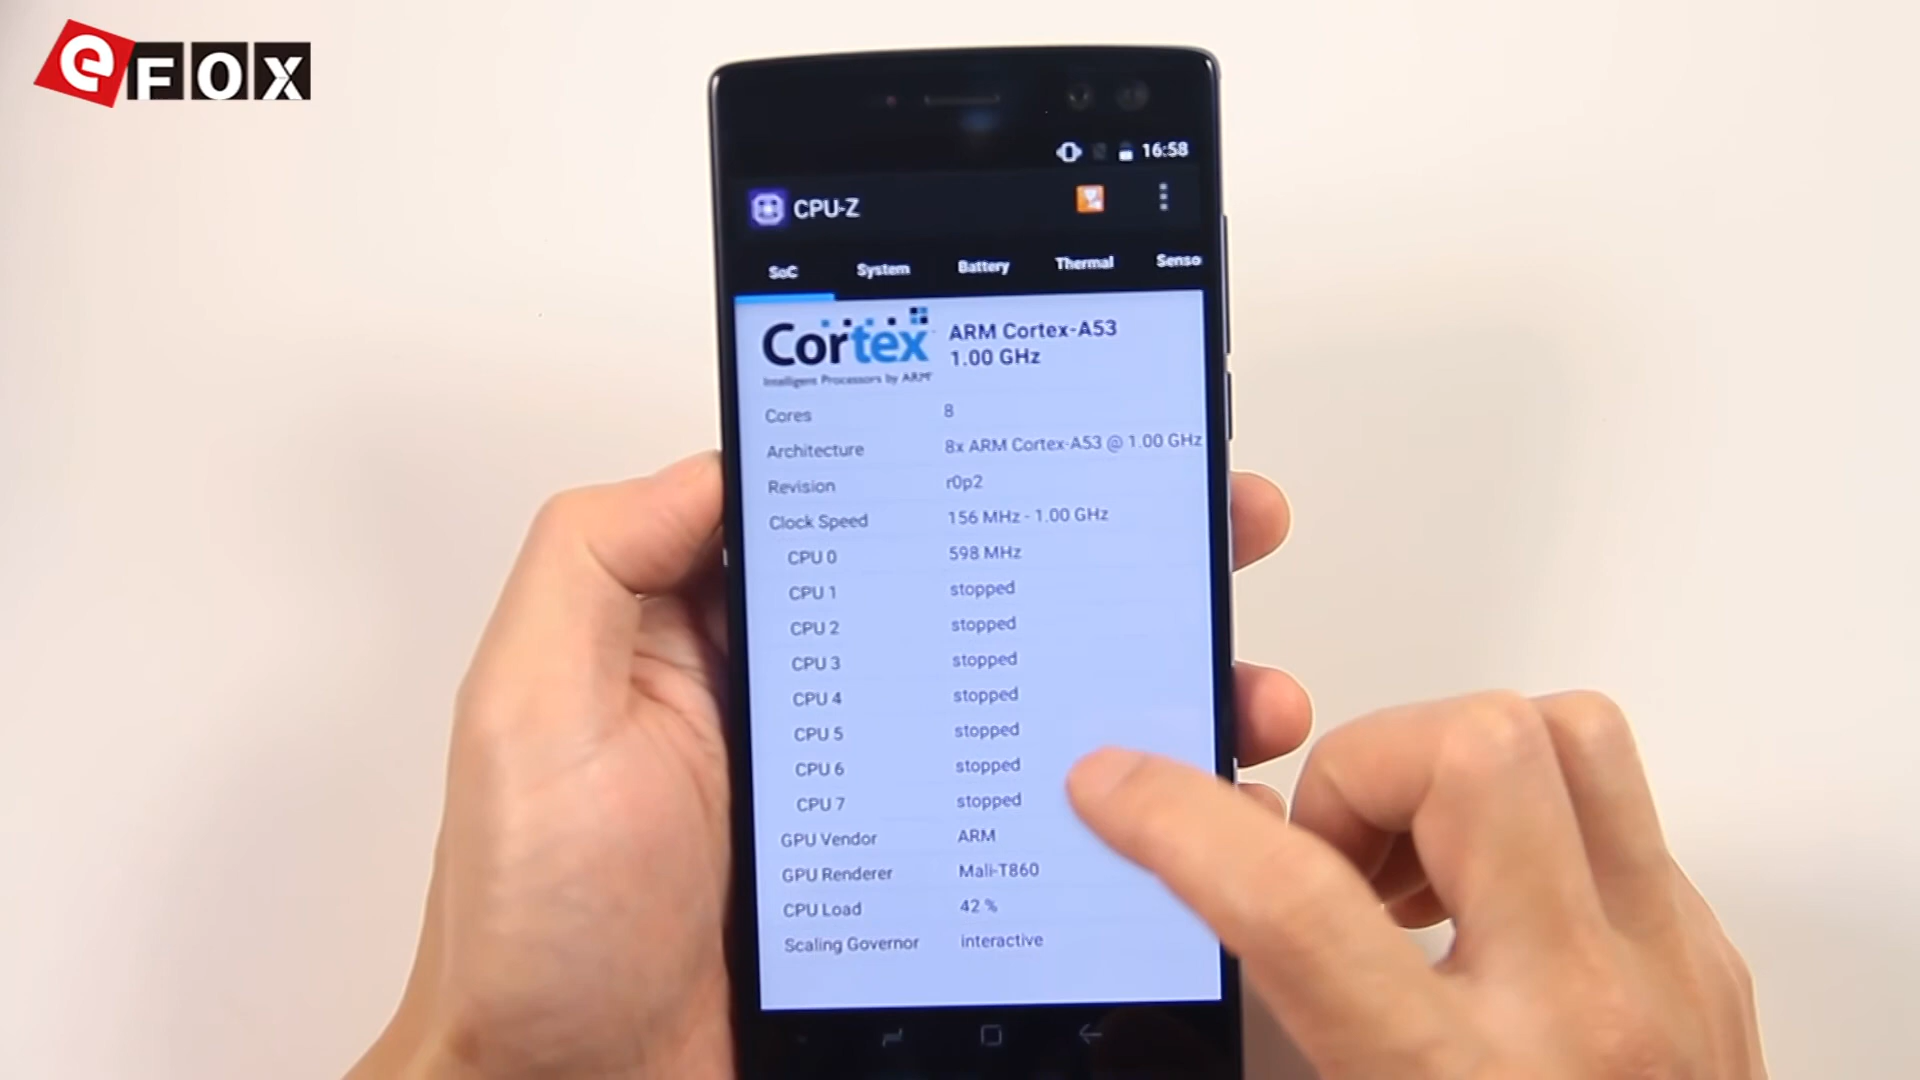 eFOX
16:58
CPU-Z
SoC System Battery Thermal Senso
Cortex
Intelligent Processors by ARM
ARM Cortex-A53
1.00 GHz
Cores 8
Architecture 8x ARM Cortex-A53 @ 1.00 GHz
Revision r0p2
Clock Speed 156 MHz - 1.00 GHz
CPU 0 598 MHz
CPU 1 stopped
CPU 2 stopped
CPU 3 stopped
CPU 4 stopped
CPU 5 stopped
CPU 6 stopped
CPU 7 stopped
GPU Vendor ARM
GPU Renderer Mali-T860
CPU Load 42 %
Scaling Governor interactive